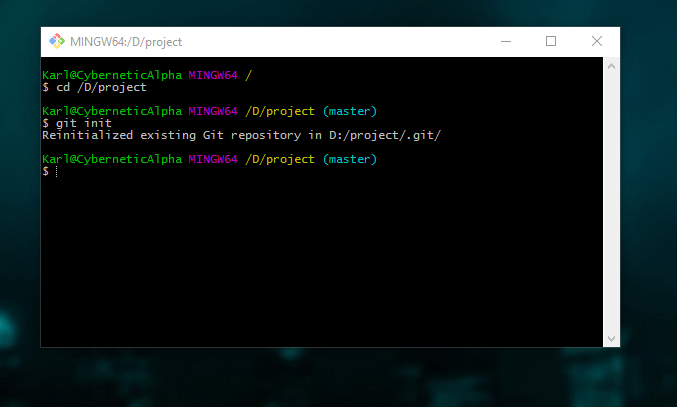 MINGW64:/D/project
Karl@CyberneticAlpha MINGW64 /
$ cd /D/project
Karl@CyberneticAlpha MINGW64 /D/project (master)
$ git init
Reinitialized existing Git repository in D:/project/.git/
Karl@CyberneticAlpha MINGW64 /D/project (master)
$